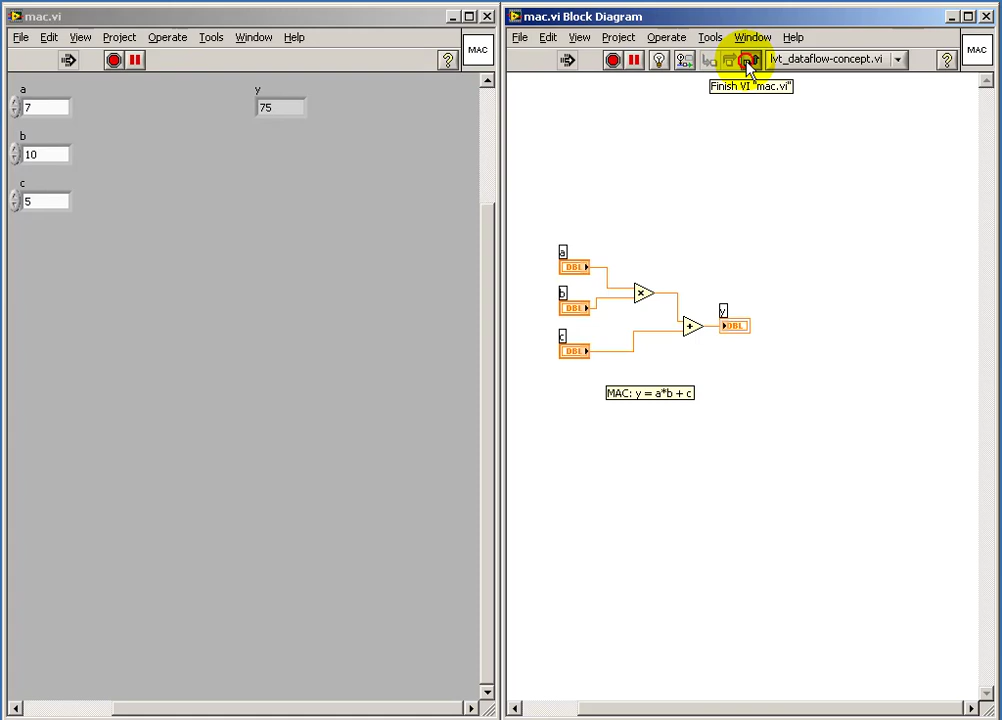 mac.vi
File Edit View Project Operate Tools Window Help
MAC
a
7
y
75
b
10
c
5
mac.vi Block Diagram
File Edit View Project Operate Tools Window Help
lvt_dataflow-concept.vi
MAC
Finish VI "mac.vi"
a
DBL
b
DBL
c
DBL
×
+
y
DBL
MAC: y = a*b + c